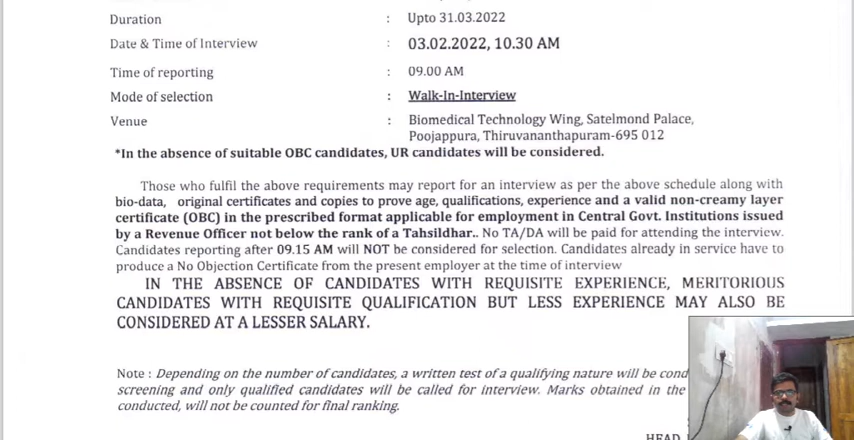 Duration : Upto 31.03.2022
Date & Time of Interview : 03.02.2022, 10.30 AM
Time of reporting : 09.00 AM
Mode of selection : Walk-In-Interview
Venue : Biomedical Technology Wing, Satelmond Palace,
Poojappura, Thiruvananthapuram-695 012
*In the absence of suitable OBC candidates, UR candidates will be considered.
Those who fulfil the above requirements may report for an interview as per the above schedule along with
bio-data, original certificates and copies to prove age, qualifications, experience and a valid non-creamy layer
certificate (OBC) in the prescribed format applicable for employment in Central Govt. Institutions issued
by a Revenue Officer not below the rank of a Tahsildhar.. No TA/DA will be paid for attending the interview.
Candidates reporting after 09.15 AM will NOT be considered for selection. Candidates already in service have to
produce a No Objection Certificate from the present employer at the time of interview
IN THE ABSENCE OF CANDIDATES WITH REQUISITE EXPERIENCE, MERITORIOUS
CANDIDATES WITH REQUISITE QUALIFICATION BUT LESS EXPERIENCE MAY ALSO BE
CONSIDERED AT A LESSER SALARY.
Note : Depending on the number of candidates, a written test of a qualifying nature will be cond
screening and only qualified candidates will be called for interview. Marks obtained in the
conducted, will not be counted for final ranking.
HEAD